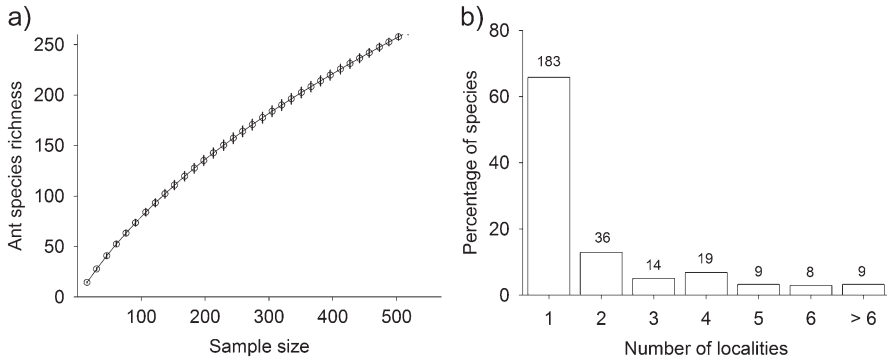 a)
Ant species richness
250
200
150
100
50
0
100 200 300 400 500
Sample size
b)
Percentage of species
80
60
40
20
0
183
36
14
19
9
8
9
1 2 3 4 5 6 > 6
Number of localities